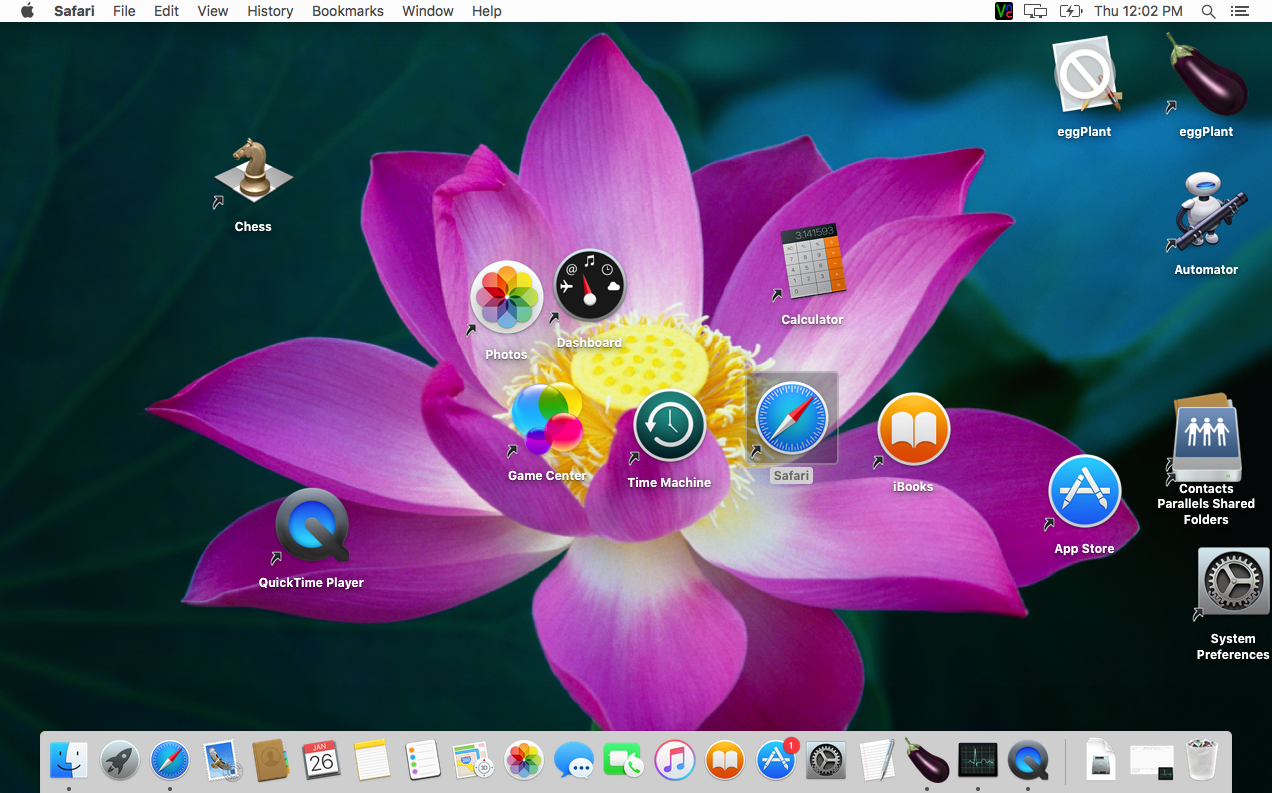 Safari File Edit View History Bookmarks Window Help Thu 12:02 PM
eggPlant
eggPlant
Chess
Automator
3.141593
Calculator
Dashboard
Photos
Game Center
Time Machine
Safari
iBooks
Contacts
Parallels Shared
Folders
App Store
QuickTime Player
System
Preferences
JAN
26
3D
1